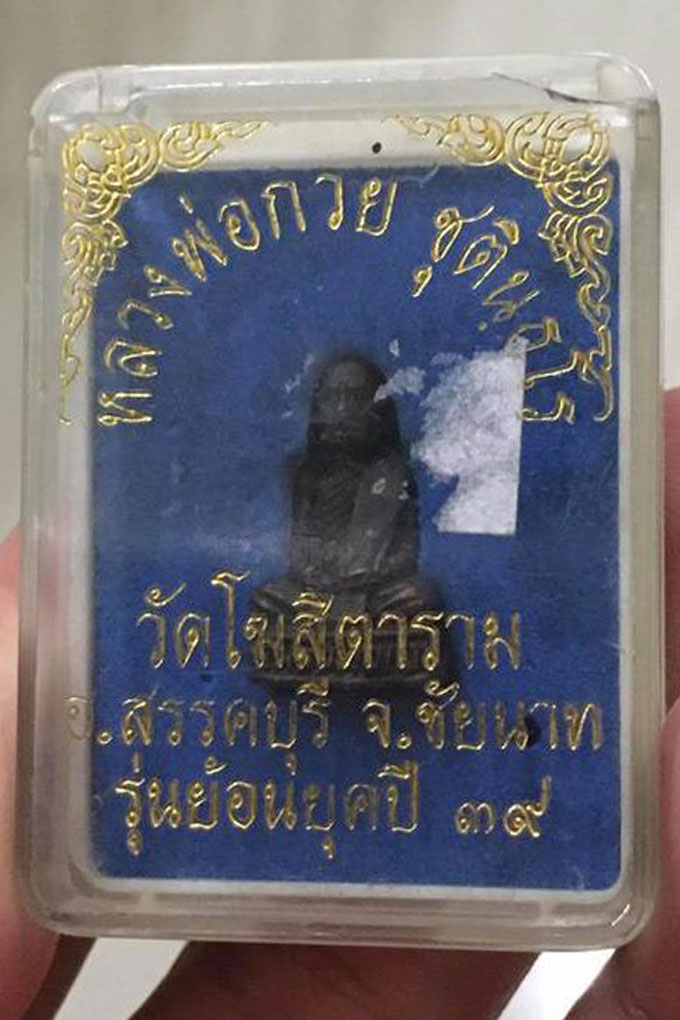 หลวงพ่อกวย ชุตินฺธโร
วัดโฆสิตาราม
อ.สรรคบุรี จ.ชัยนาท
รุ่นย้อนยุคปี ๓๙